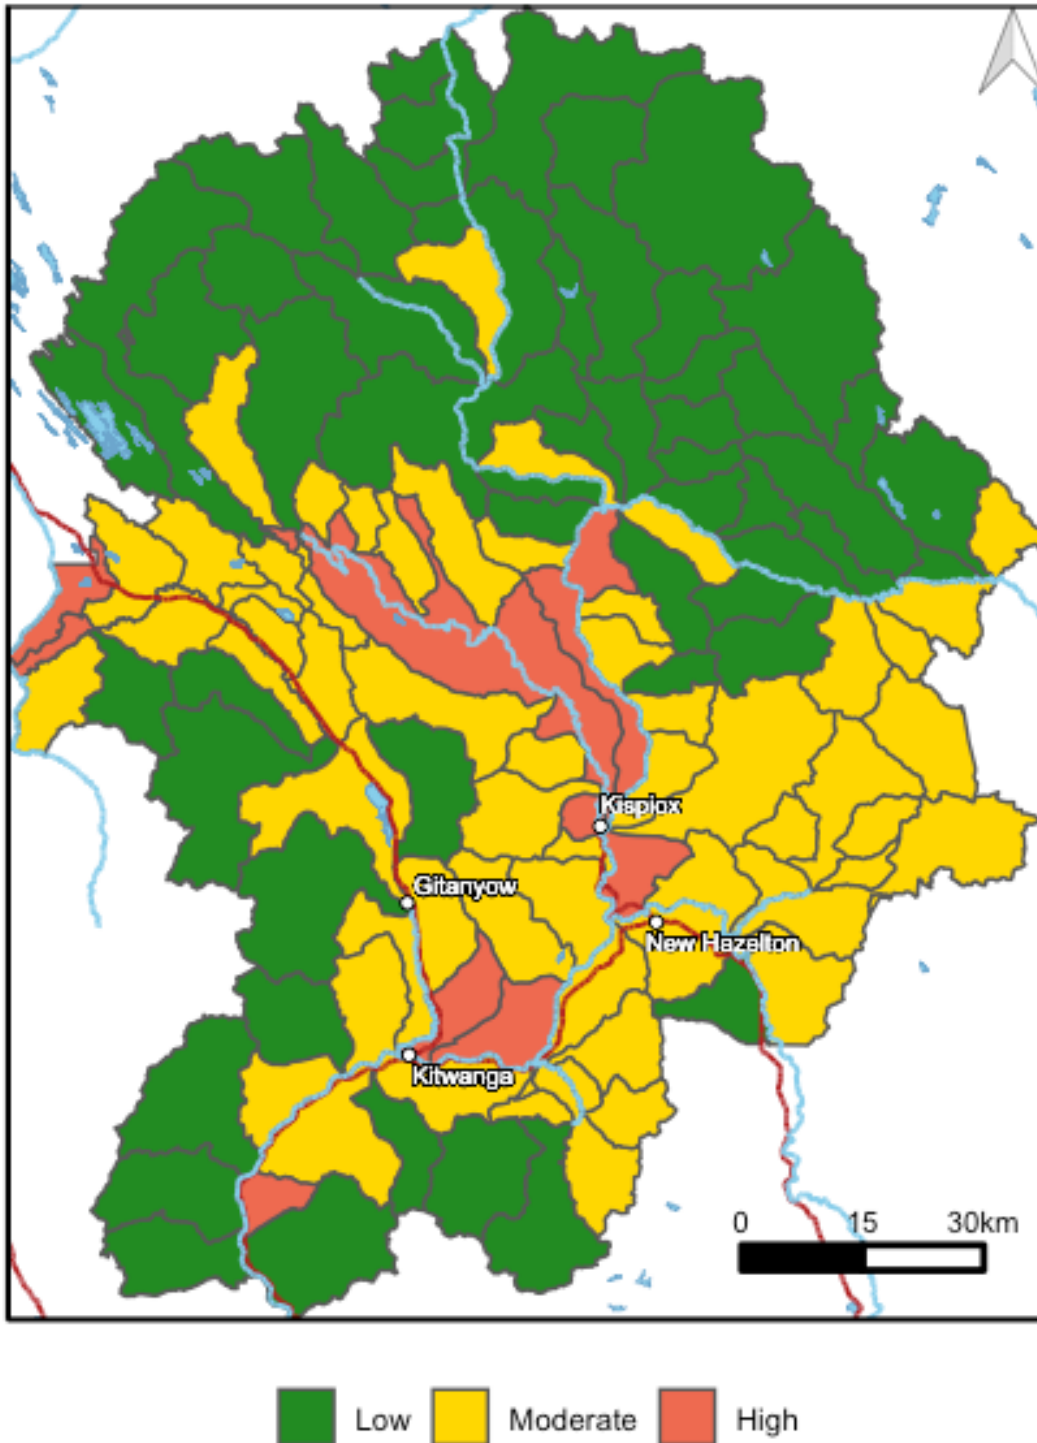 Kispiox
Gitanyow
New Hazelton
Kitwanga
0 15 30km
Low Moderate High